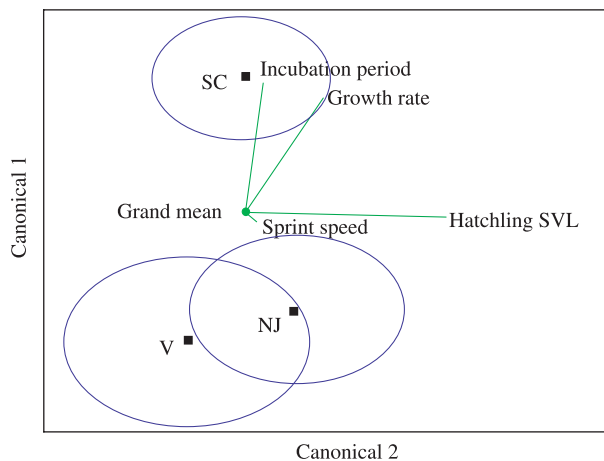 SC
Incubation period
Growth rate
Grand mean
Sprint speed
Hatchling SVL
NJ
V
Canonical 1
Canonical 2